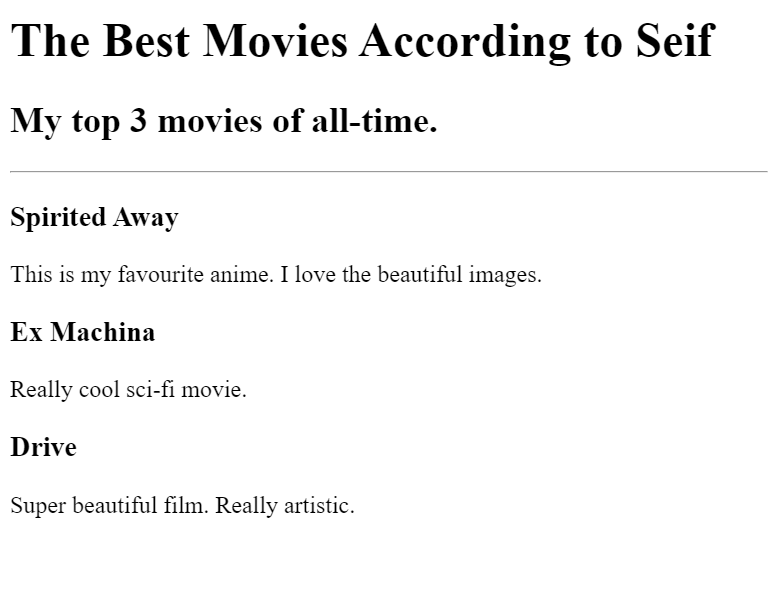 The Best Movies According to Seif
My top 3 movies of all-time.
Spirited Away
This is my favourite anime. I love the beautiful images.
Ex Machina
Really cool sci-fi movie.
Drive
Super beautiful film. Really artistic.